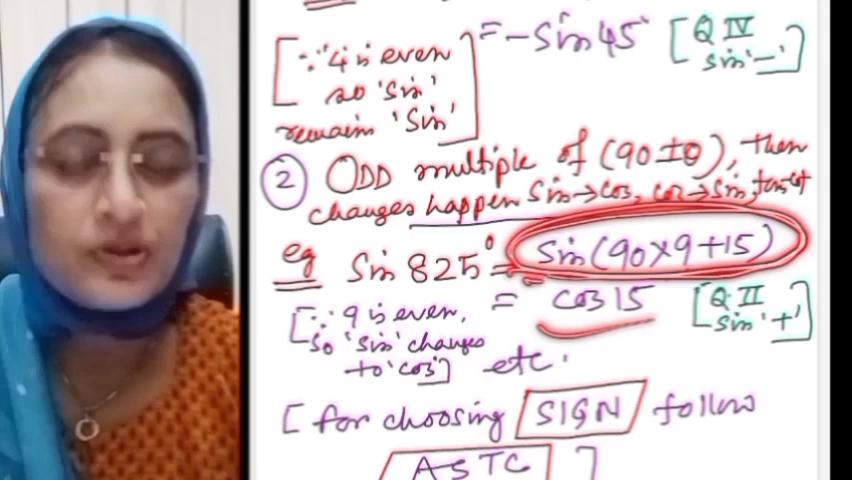 = -Sin45° [Q IV
sin '-']
[∵ 4 is even
so 'sin'
remain 'Sin']
② ODD multiple of (90±θ), then
changes happen Sin→cos, cos→sin, tan→cot
eg Sin 825° = sin(90×9+15)
= cos 15 [Q II
sin '+']
[∵ 9 is even,
so 'sin' changes
to 'cos'] etc.
[for choosing SIGN follow
ASTC ]